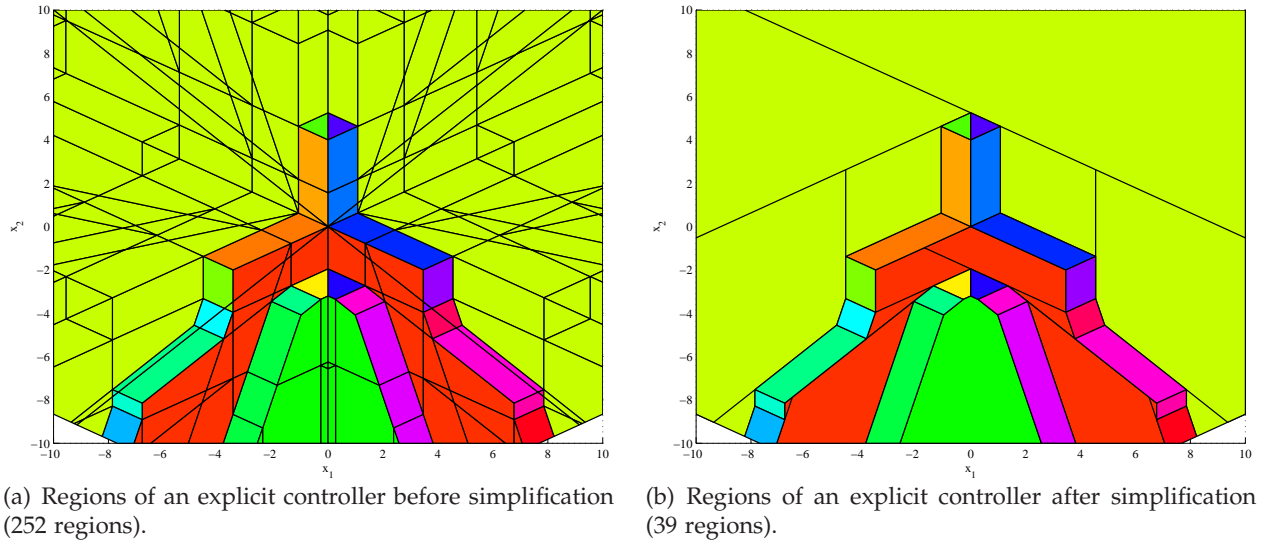 10
8
6
4
2
0
−2
−4
−6
−8
−10
x2
−10 −8 −6 −4 −2 0 2 4 6 8 10
x1
10
8
6
4
2
0
−2
−4
−6
−8
−10
x2
−10 −8 −6 −4 −2 0 2 4 6 8 10
x1
(a) Regions of an explicit controller before simplification
(252 regions).
(b) Regions of an explicit controller after simplification
(39 regions).